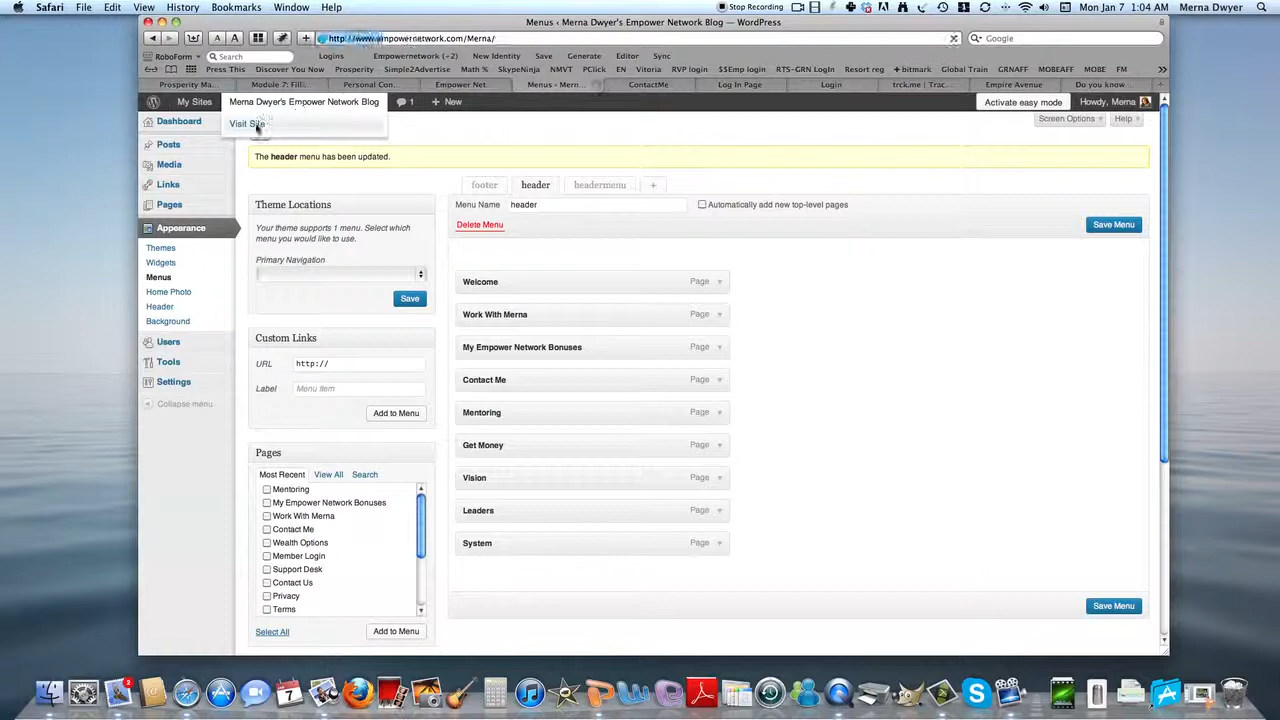 Safari File Edit View History Bookmarks Window Help Stop Recording Mon Jan 7 1:04 AM Merna Dwyer
Menus ‹ Merna Dwyer's Empower Network Blog — WordPress
http://www.empowernetwork.com/Merna/ Google
RoboForm Search Logins Empowernetwork (2) New Identity Save Generate Editor Sync
Press This Discover You Now Prosperity Simple2Advertise Math % SkypeNinja NMVT PClick EN Vitoria RVP login $$Emp login RTS-GRN LogIn Resort reg + bitmark Global Train GRNAFF MOBEAFF MOBE FM
Prosperity Ma... Module 7: Filli... Personal Con... Empower Net... Menus ‹ Merna... ContactMe Log In Page Login trck.me | Trac... Empire Avenue Do you know...
My Sites Merna Dwyer's Empower Network Blog 1 + New Activate easy mode Howdy, Merna
Visit Site
Screen Options Help
Dashboard
Posts
Media
Links
Pages
Appearance
Themes
Widgets
Menus
Home Photo
Header
Background
Users
Tools
Settings
Collapse menu
The header menu has been updated.
footer header headermenu +
Theme Locations
Your theme supports 1 menu. Select which
menu you would like to use.
Primary Navigation
Save
Custom Links
URL http://
Label Menu Item
Add to Menu
Pages
Most Recent View All Search
Mentoring
My Empower Network Bonuses
Work With Merna
Contact Me
Wealth Options
Member Login
Support Desk
Contact Us
Privacy
Terms
Select All Add to Menu
Menu Name header Automatically add new top-level pages
Delete Menu Save Menu
Welcome Page
Work With Merna Page
My Empower Network Bonuses Page
Contact Me Page
Mentoring Page
Get Money Page
Vision Page
Leaders Page
System Page
Save Menu
2
7